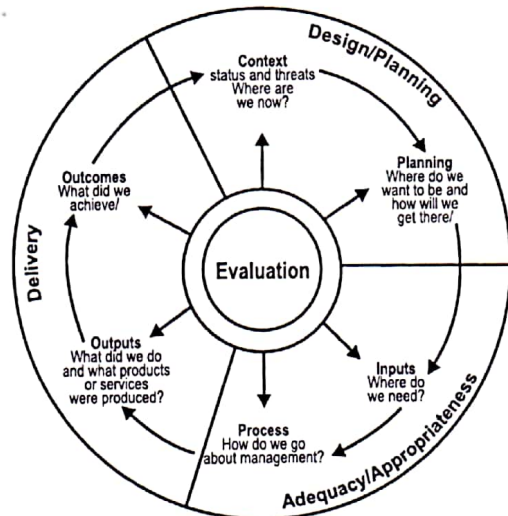 Design/Planning
Context
status and threats
Where are
we now?
Planning
Where do we
want to be and
how will we
get there/
Outcomes
What did we
achieve/
Delivery
Evaluation
Outputs
What did we do
and what products
or services
were produced?
Inputs
Where do
we need?
Process
How do we go
about management?
Adequacy/Appropriateness